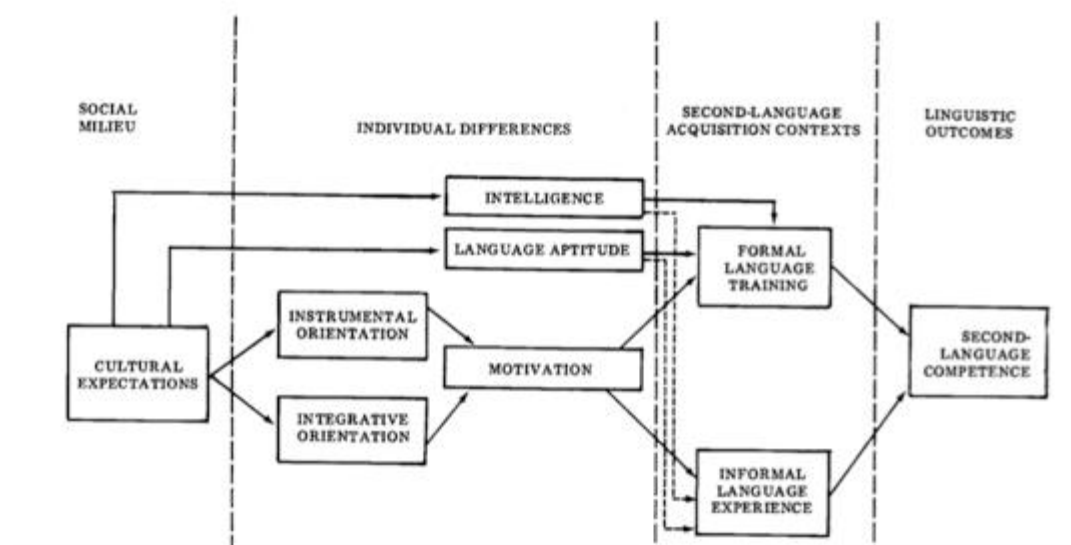 SOCIAL
MILIEU
INDIVIDUAL DIFFERENCES
SECOND-LANGUAGE
ACQUISITION CONTEXTS
LINGUISTIC
OUTCOMES
INTELLIGENCE
LANGUAGE APTITUDE
FORMAL
LANGUAGE
TRAINING
INSTRUMENTAL
ORIENTATION
CULTURAL
EXPECTATIONS
MOTIVATION
SECOND-
LANGUAGE
COMPETENCE
INTEGRATIVE
ORIENTATION
INFORMAL
LANGUAGE
EXPERIENCE